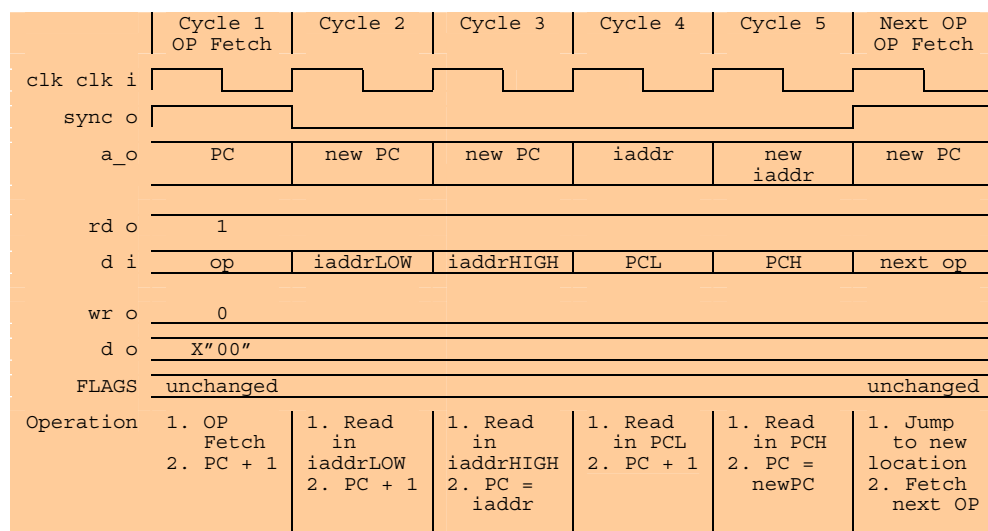 Cycle 1 Cycle 2 Cycle 3 Cycle 4 Cycle 5 Next OP
OP Fetch OP Fetch
clk clk i
sync o
a_o PC new PC new PC iaddr new new PC
iaddr
rd o 1
d i op iaddrLOW iaddrHIGH PCL PCH next op
wr o 0
d o X"00"
FLAGS unchanged unchanged
Operation 1. OP 1. Read 1. Read 1. Read 1. Read 1. Jump
Fetch in in in PCL in PCH to new
2. PC + 1 iaddrLOW iaddrHIGH 2. PC + 1 2. PC = location
2. PC + 1 2. PC = newPC 2. Fetch
iaddr next OP